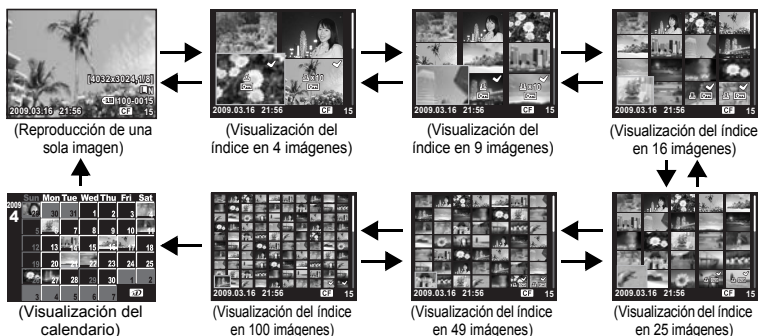 [4032x3024,1/8]
N
100-0015
2009.03.16 21:56 CF 15
(Reproducción de una
sola imagen)
x10
2009.03.16 21:56 CF 15
(Visualización del
índice en 4 imágenes)
x10
2009.03.16 21:56 CF 15
(Visualización del
índice en 9 imágenes)
2009.03.16 21:56 CF 15
(Visualización del índice
en 16 imágenes)
2009
4
Sun Mon Tue Wed Thu Fri Sat
29 30 31 1 2 3 4
5 6 7 8 9 10 11
12 13 14 15 16 17 18
19 20 21 22 23 24 25
26 27 28 29 30 1 2
3 4 5 6 7
(Visualización del
calendario)
2009.03.16 21:56 CF 15
(Visualización del índice
en 100 imágenes)
2009.03.16 21:56 CF 15
(Visualización del índice
en 49 imágenes)
2009.03.16 21:56 CF 15
(Visualización del índice
en 25 imágenes)